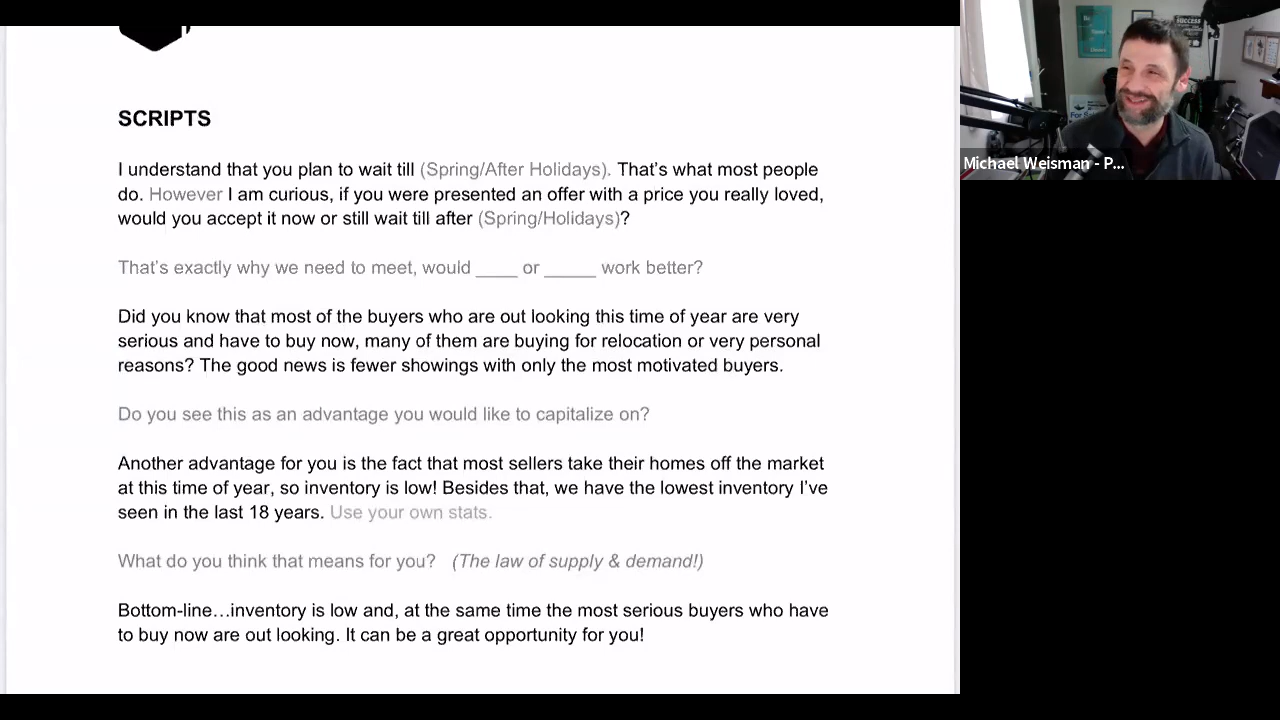 SCRIPTS
I understand that you plan to wait till (Spring/After Holidays). That's what most people
do. However I am curious, if you were presented an offer with a price you really loved,
would you accept it now or still wait till after (Spring/Holidays)?
That's exactly why we need to meet, would ____ or _____ work better?
Did you know that most of the buyers who are out looking this time of year are very
serious and have to buy now, many of them are buying for relocation or very personal
reasons? The good news is fewer showings with only the most motivated buyers.
Do you see this as an advantage you would like to capitalize on?
Another advantage for you is the fact that most sellers take their homes off the market
at this time of year, so inventory is low! Besides that, we have the lowest inventory I've
seen in the last 18 years. Use your own stats.
What do you think that means for you? (The law of supply & demand!)
Bottom-line…inventory is low and, at the same time the most serious buyers who have
to buy now are out looking. It can be a great opportunity for you!
SUCCESS
For Sa
Michael Weisman - P...